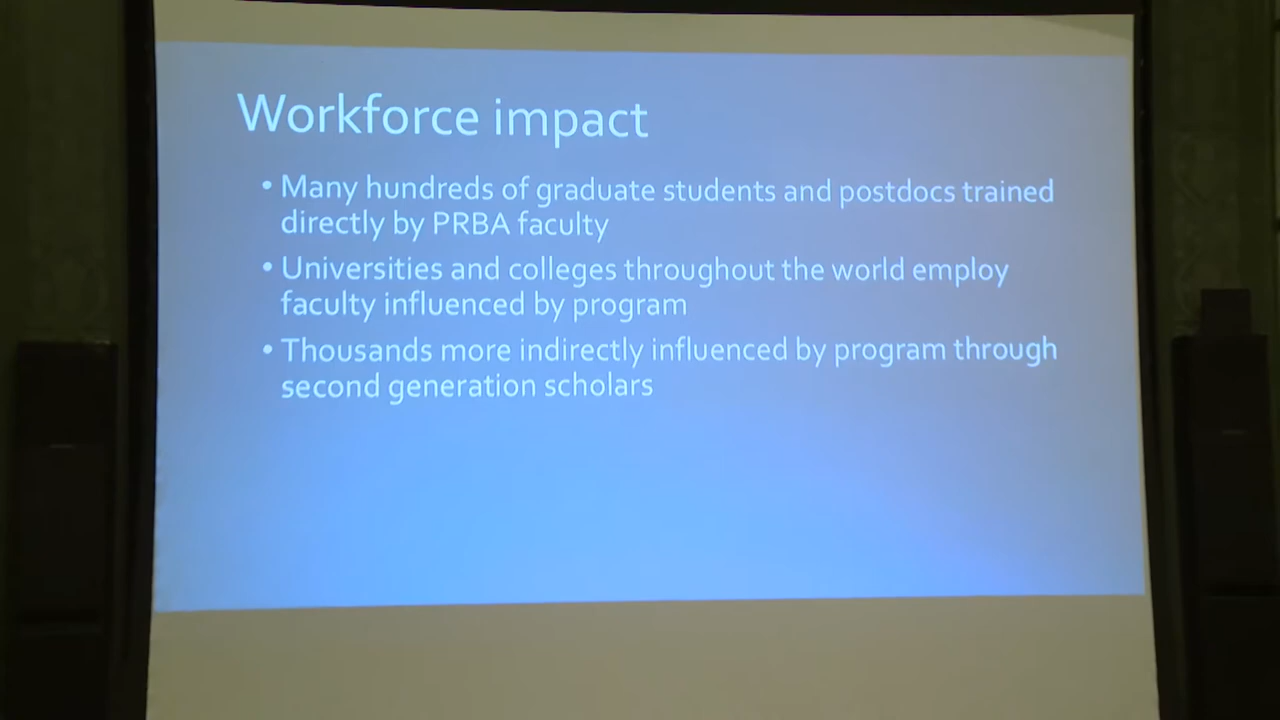 Workforce impact
• Many hundreds of graduate students and postdocs trained
directly by PRBA faculty
• Universities and colleges throughout the world employ
faculty influenced by program
• Thousands more indirectly influenced by program through
second generation scholars